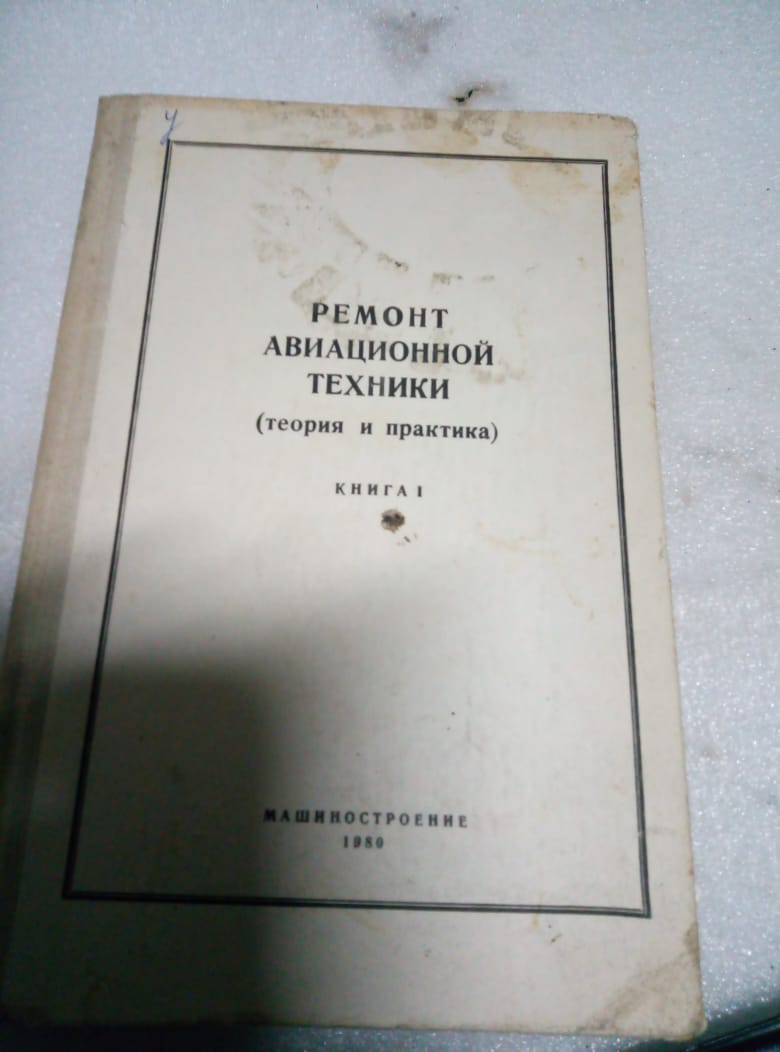 РЕМОНТ
АВИАЦИОННОЙ
ТЕХНИКИ
(теория и практика)
КНИГА I
МАШИНОСТРОЕНИЕ
1980